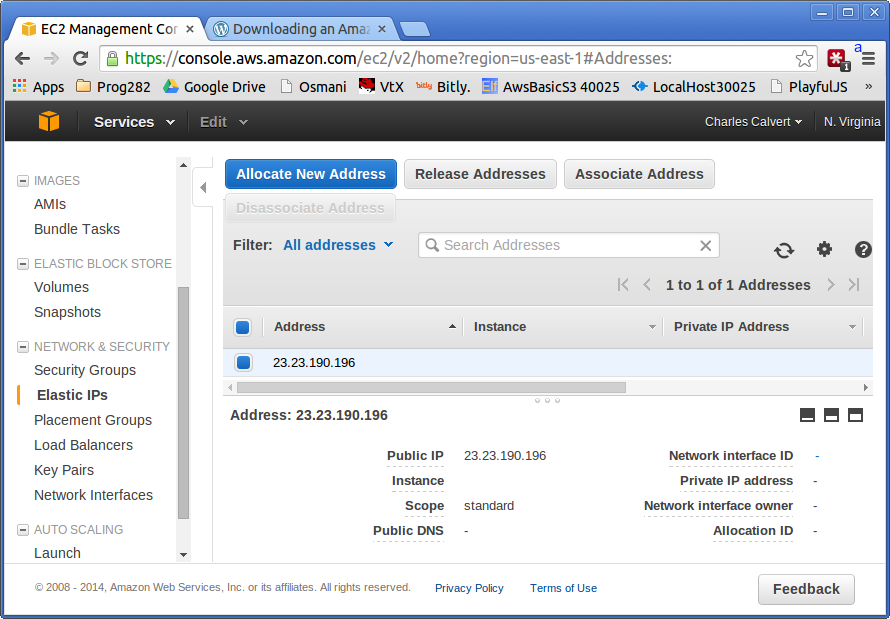 EC2 Management Cor
Downloading an Amaz
https://console.aws.amazon.com/ec2/v2/home?region=us-east-1#Addresses:
1
a
Apps Prog282 Google Drive Osmani VtX bitly Bitly. Elf AwsBasicsS3 40025 LocalHost30025 PlayfulJS »
Services Edit Charles Calvert N. Virginia
IMAGES
AMIs
Bundle Tasks
ELASTIC BLOCK STORE
Volumes
Snapshots
NETWORK & SECURITY
Security Groups
Elastic IPs
Placement Groups
Load Balancers
Key Pairs
Network Interfaces
AUTO SCALING
Launch
Allocate New Address Release Addresses Associate Address
Disassociate Address
Filter: All addresses Search Addresses
1 to 1 of 1 Addresses
Address Instance Private IP Address
23.23.190.196
Address: 23.23.190.196
Public IP 23.23.190.196 Network interface ID -
Instance Private IP address -
Scope standard Network interface owner -
Public DNS - Allocation ID -
© 2008 - 2014, Amazon Web Services, Inc. or its affiliates. All rights reserved. Privacy Policy Terms of Use Feedback